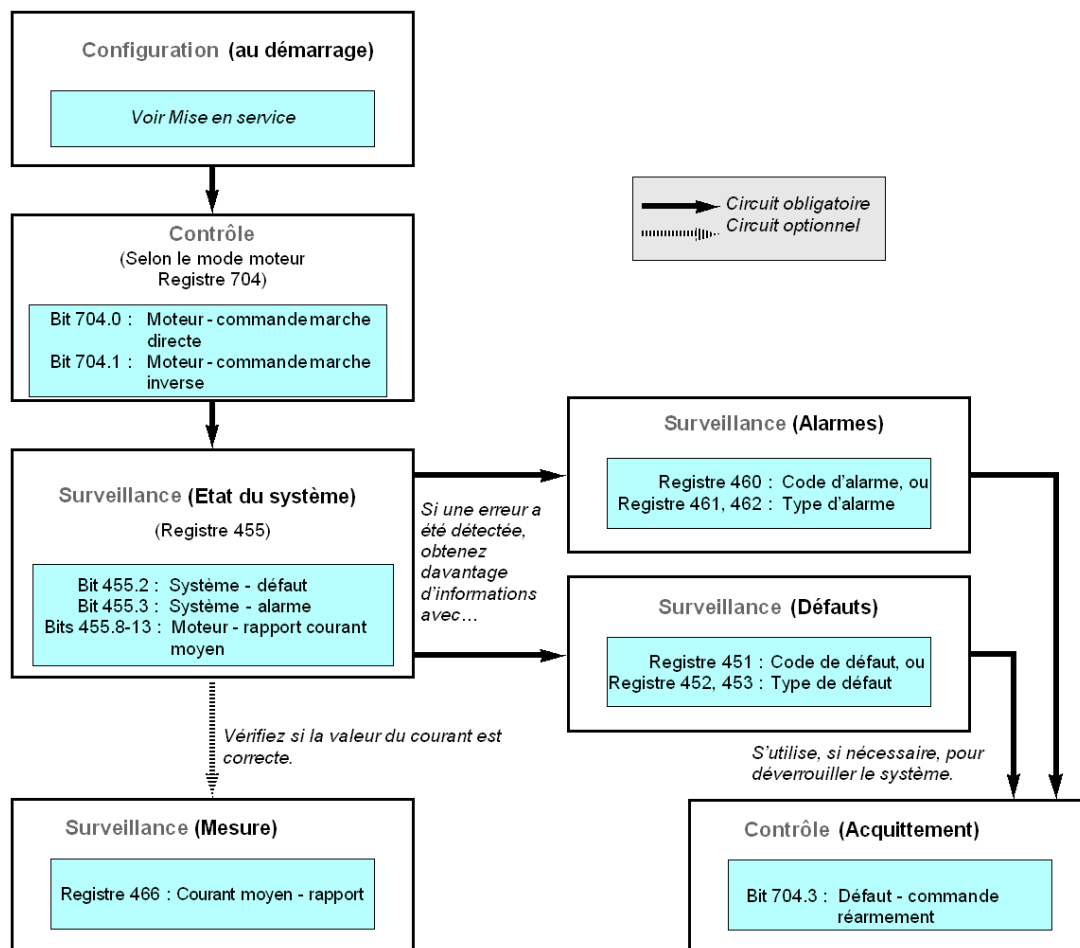 Configuration (au démarrage)
Voir Mise en service
Circuit obligatoire
Circuit optionnel
Contrôle
(Selon le mode moteur
Registre 704)
Bit 704.0 : Moteur - commande marche
directe
Bit 704.1 : Moteur - commande marche
inverse
Surveillance (Etat du système)
(Registre 455)
Bit 455.2 : Système - défaut
Bit 455.3 : Système - alarme
Bits 455.8-13 : Moteur - rapport courant
moyen
Si une erreur a
été détectée,
obtenez
davantage
d'informations
avec…
Surveillance (Alarmes)
Registre 460 : Code d'alarme, ou
Registre 461, 462 : Type d'alarme
Surveillance (Défauts)
Registre 451 : Code de défaut, ou
Registre 452, 453 : Type de défaut
Vérifiez si la valeur du courant est
correcte.
S'utilise, si nécessaire, pour
déverrouiller le système.
Surveillance (Mesure)
Registre 466 : Courant moyen - rapport
Contrôle (Acquittement)
Bit 704.3 : Défaut - commande
réarmement